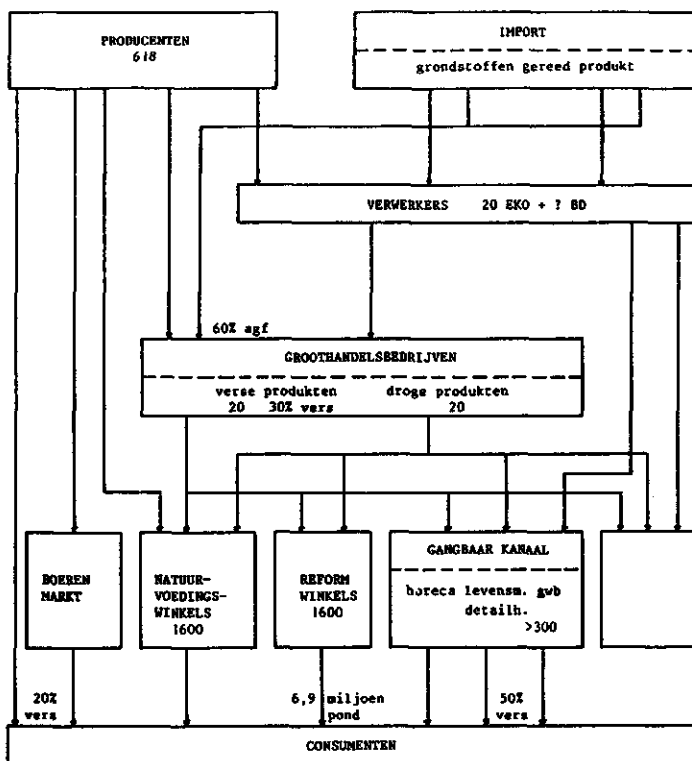 PRODUCENTEN
618
IMPORT
grondstoffen gereed produkt
VERWERKERS 20 EKO + ? BD
60% agf
GROOTHANDELSBEDRIJVEN
verse produkten droge produkten
20 30% vers 20
BOEREN
MARKT
NATUUR-
VOEDINGS-
WINKELS
1600
REFORM
WINKELS
1600
GANGBAAR KANAAL
horeca levensm. gwb
detailh.
>300
20%
vers
6,9 miljoen
pond
50%
vers
CONSUMENTEN